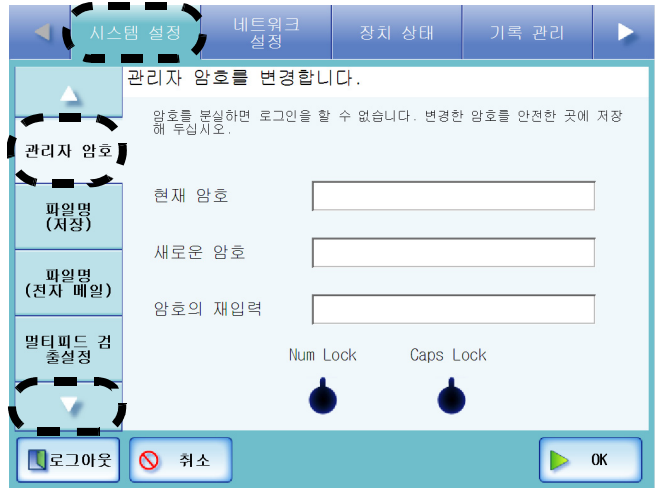 시스템 설정
네트워크
설정
장치 상태
기록 관리
관리자 암호를 변경합니다.
암호를 분실하면 로그인을 할 수 없습니다. 변경한 암호를 안전한 곳에 저장
해 두십시오.
관리자 암호
파일명
(저장)
파일명
(전자 메일)
멀티피드 검
출설정
현재 암호
새로운 암호
암호의 재입력
Num Lock
Caps Lock
로그아웃
취소
OK